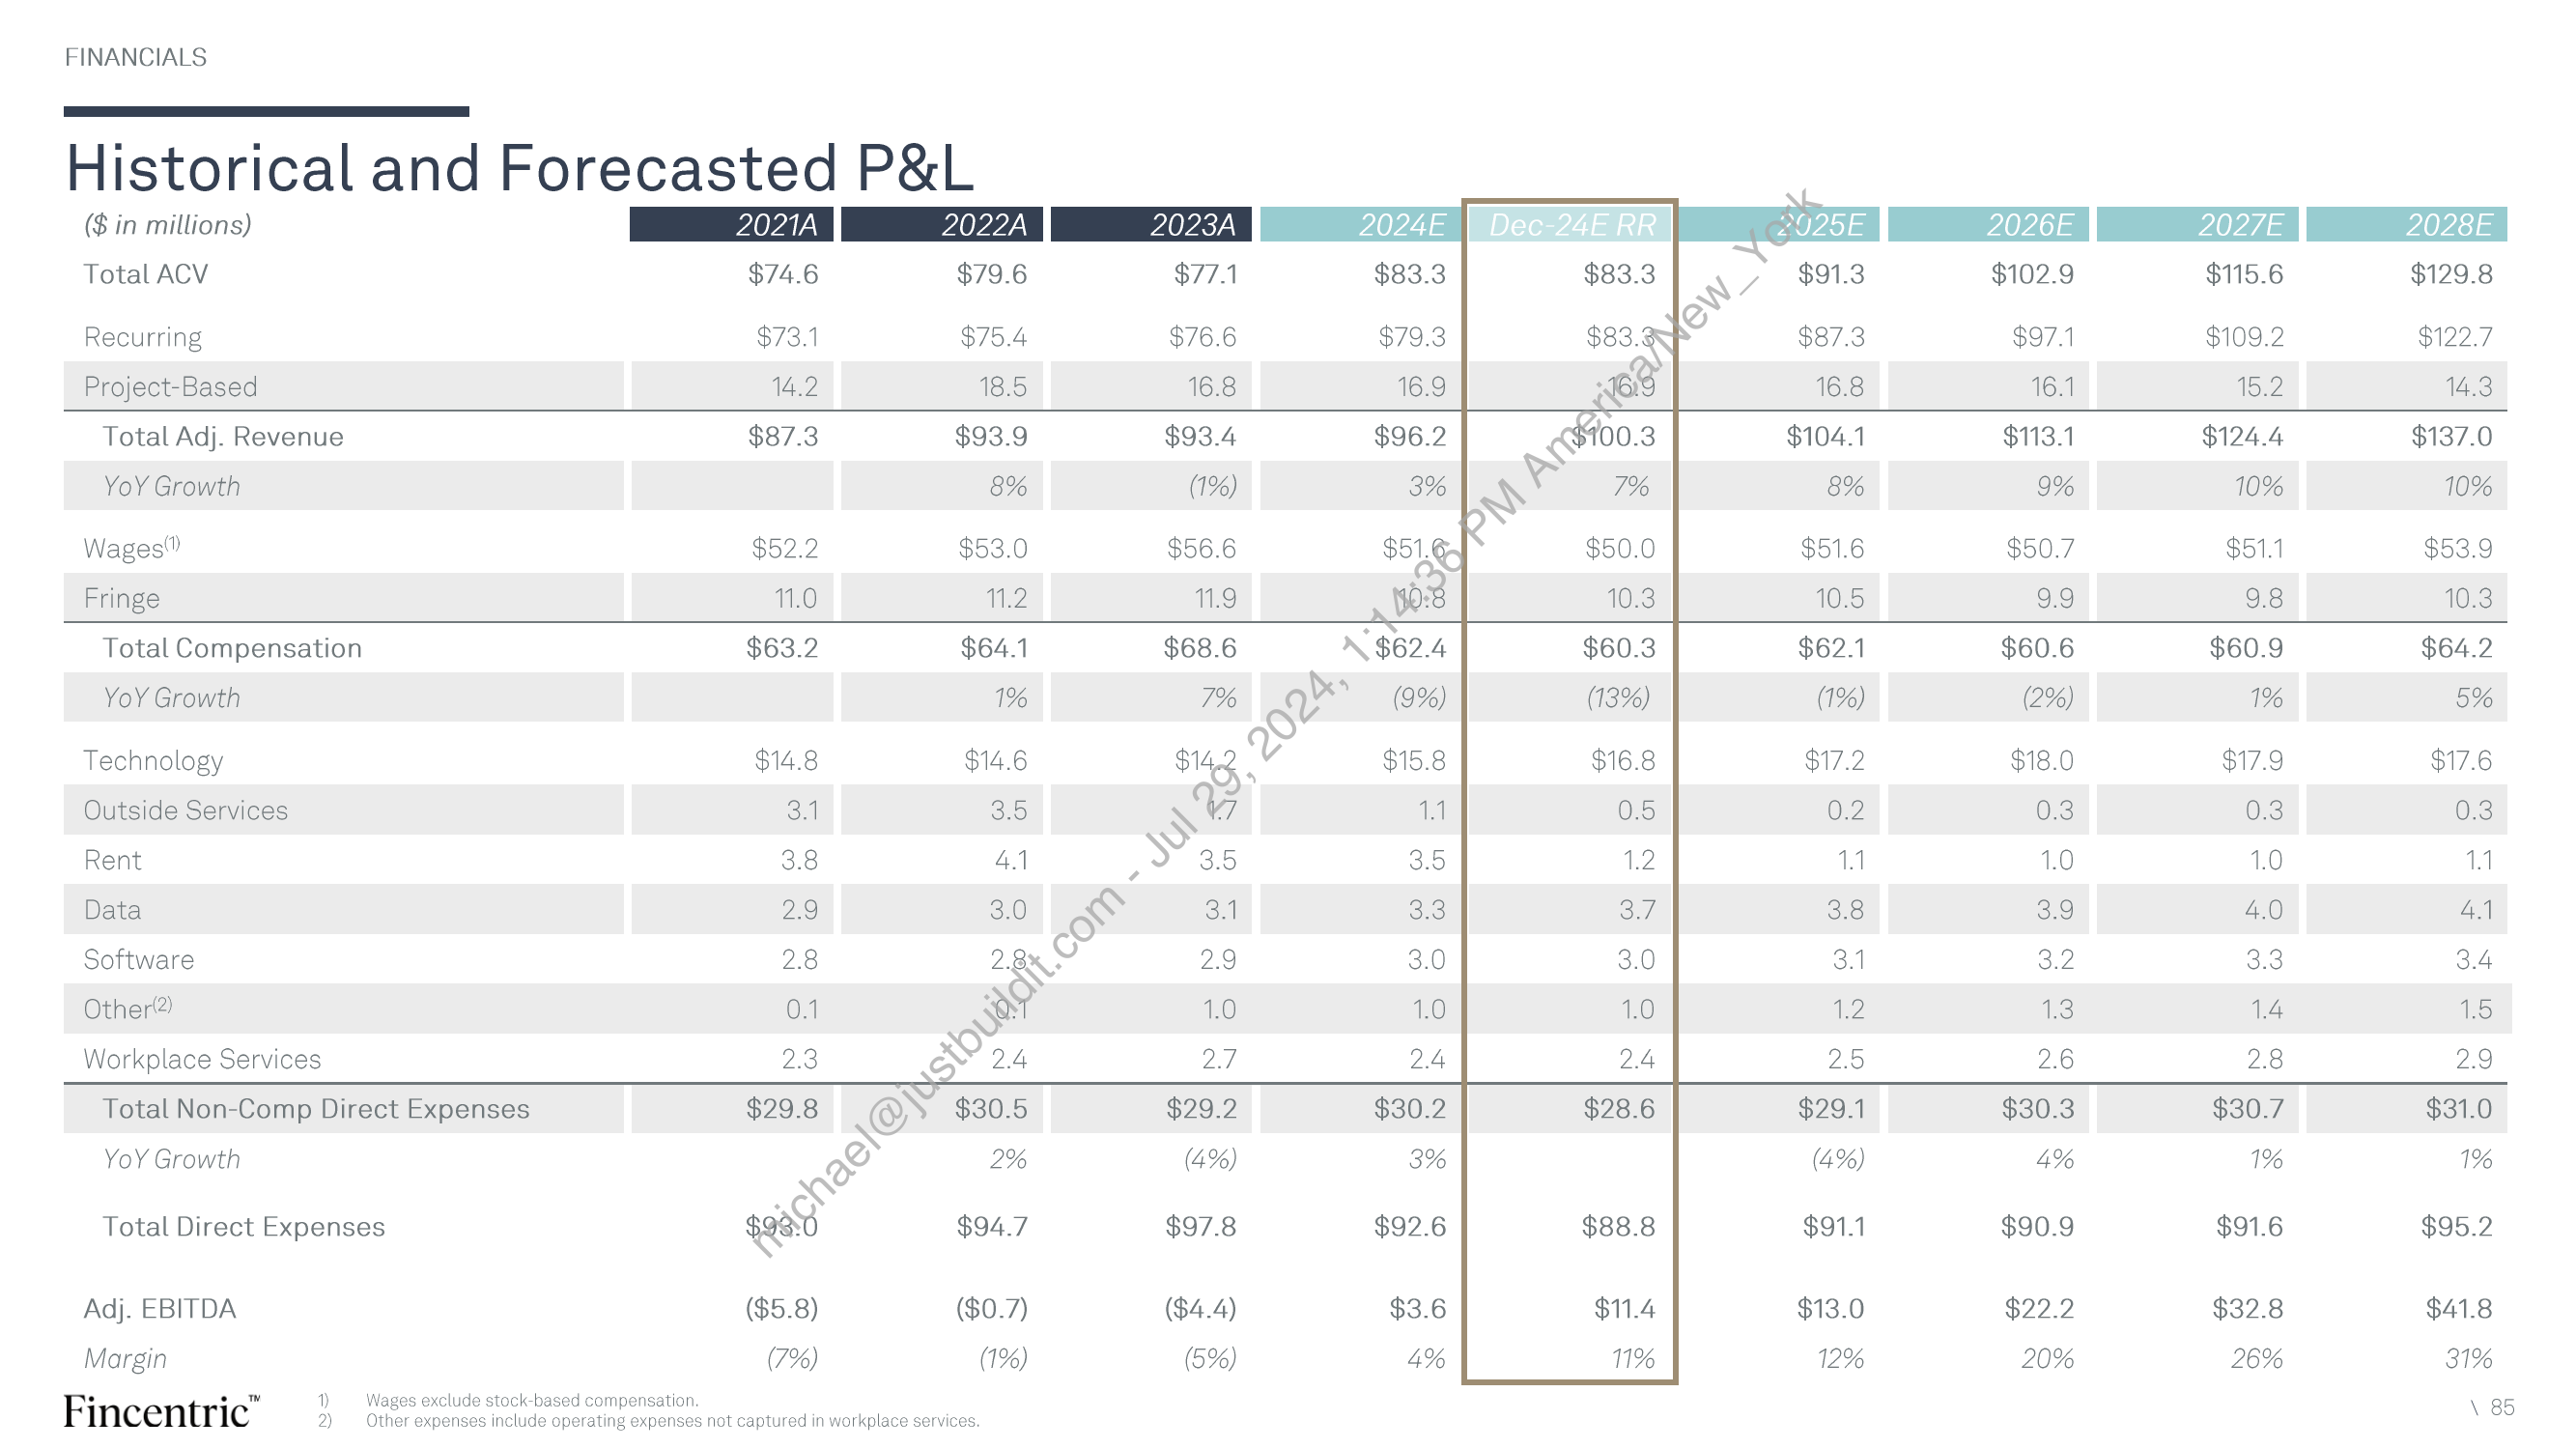 FINANCIALS
Historical and Forecasted P&L
($ in millions) 2021A 2022A 2023A 2024E Dec-24E RR 2025E 2026E 2027E 2028E
Total ACV $74.6 $79.6 $77.1 $83.3 $83.3 $91.3 $102.9 $115.6 $129.8
Recurring $73.1 $75.4 $76.6 $79.3 $83.3 $87.3 $97.1 $109.2 $122.7
Project-Based 14.2 18.5 16.8 16.9 16.9 16.8 16.1 15.2 14.3
Total Adj. Revenue $87.3 $93.9 $93.4 $96.2 $100.3 $104.1 $113.1 $124.4 $137.0
YoY Growth 8% (1%) 3% 7% 8% 9% 10% 10%
Wages(1) $52.2 $53.0 $56.6 $51.6 $50.0 $51.6 $50.7 $51.1 $53.9
Fringe 11.0 11.2 11.9 10.8 10.3 10.5 9.9 9.8 10.3
Total Compensation $63.2 $64.1 $68.6 $62.4 $60.3 $62.1 $60.6 $60.9 $64.2
YoY Growth 1% 7% (9%) (13%) (1%) (2%) 1% 5%
Technology $14.8 $14.6 $14.2 $15.8 $16.8 $17.2 $18.0 $17.9 $17.6
Outside Services 3.1 3.5 1.7 1.1 0.5 0.2 0.3 0.3 0.3
Rent 3.8 4.1 3.5 3.5 1.2 1.1 1.0 1.0 1.1
Data 2.9 3.0 3.1 3.3 3.7 3.8 3.9 4.0 4.1
Software 2.8 2.8 2.9 3.0 3.0 3.1 3.2 3.3 3.4
Other(2) 0.1 0.1 1.0 1.0 1.0 1.2 1.3 1.4 1.5
Workplace Services 2.3 2.4 2.7 2.4 2.4 2.5 2.6 2.8 2.9
Total Non-Comp Direct Expenses $29.8 $30.5 $29.2 $30.2 $28.6 $29.1 $30.3 $30.7 $31.0
YoY Growth 2% (4%) 3% (4%) 4% 1% 1%
Total Direct Expenses $93.0 $94.7 $97.8 $92.6 $88.8 $91.1 $90.9 $91.6 $95.2
Adj. EBITDA ($5.8) ($0.7) ($4.4) $3.6 $11.4 $13.0 $22.2 $32.8 $41.8
Margin (7%) (1%) (5%) 4% 11% 12% 20% 26% 31%
michael@justbuildit.com - Jul 29, 2024, 1:14:36 PM America/New_York
Fincentric™
1) Wages exclude stock-based compensation.
2) Other expenses include operating expenses not captured in workplace services.
\ 85